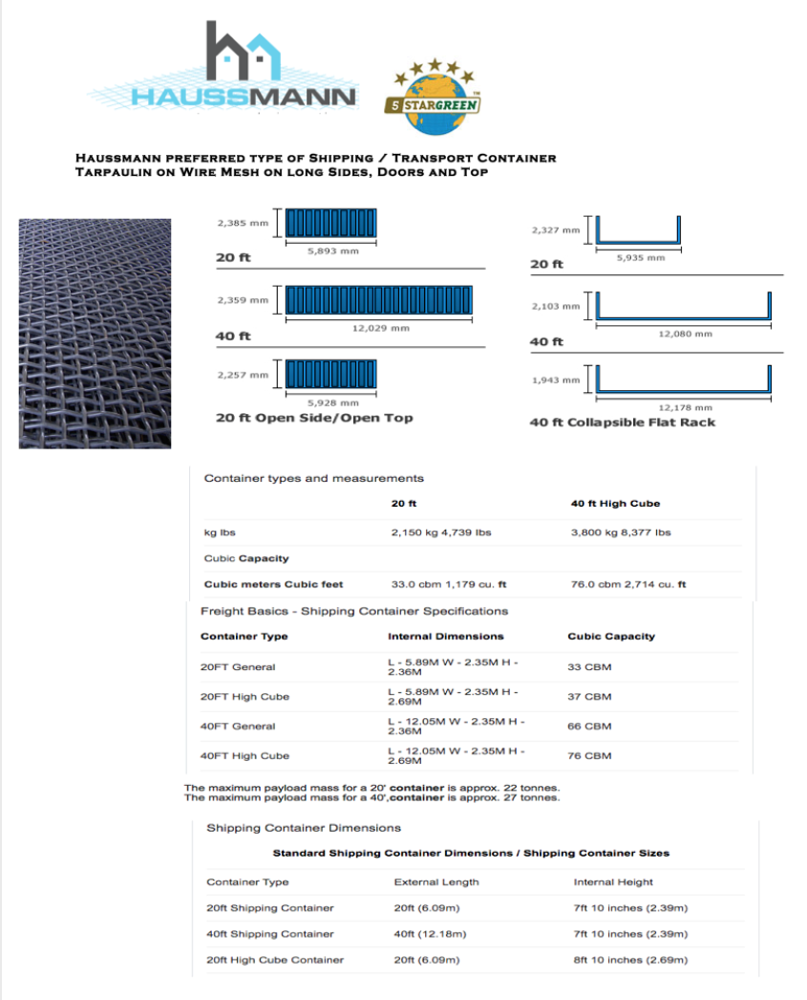 HAUSSMANN
5 STARGREEN™
HAUSSMANN PREFERRED TYPE OF SHIPPING / TRANSPORT CONTAINER
TARPAULIN ON WIRE MESH ON LONG SIDES, DOORS AND TOP
2,385 mm
5,893 mm
20 ft
2,359 mm
12,029 mm
40 ft
2,257 mm
5,928 mm
20 ft Open Side/Open Top
2,327 mm
5,935 mm
20 ft
2,103 mm
12,080 mm
40 ft
1,943 mm
12,178 mm
40 ft Collapsible Flat Rack
Container types and measurements
20 ft 40 ft High Cube
kg lbs 2,150 kg 4,739 lbs 3,800 kg 8,377 lbs
Cubic Capacity
Cubic meters Cubic feet 33.0 cbm 1,179 cu. ft 76.0 cbm 2,714 cu. ft
Freight Basics - Shipping Container Specifications
Container Type Internal Dimensions Cubic Capacity
20FT General L - 5.89M W - 2.35M H - 33 CBM
2.36M
20FT High Cube L - 5.89M W - 2.35M H - 37 CBM
2.69M
40FT General L - 12.05M W - 2.35M H - 66 CBM
2.36M
40FT High Cube L - 12.05M W - 2.35M H - 76 CBM
2.69M
The maximum payload mass for a 20' container is approx. 22 tonnes.
The maximum payload mass for a 40',container is approx. 27 tonnes.
Shipping Container Dimensions
Standard Shipping Container Dimensions / Shipping Container Sizes
Container Type External Length Internal Height
20ft Shipping Container 20ft (6.09m) 7ft 10 inches (2.39m)
40ft Shipping Container 40ft (12.18m) 7ft 10 inches (2.39m)
20ft High Cube Container 20ft (6.09m) 8ft 10 inches (2.69m)